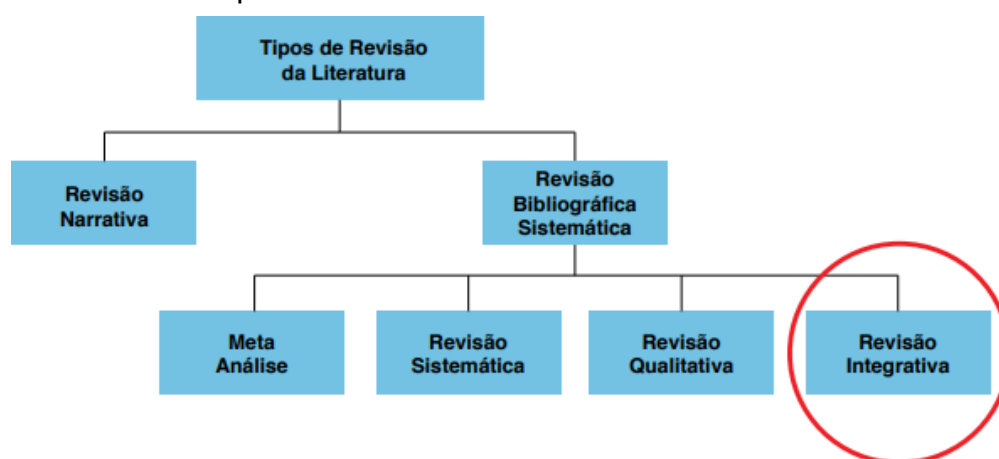 Tipos de Revisão
da Literatura
Revisão
Narrativa
Revisão
Bibliográfica
Sistemática
Meta
Análise
Revisão
Sistemática
Revisão
Qualitativa
Revisão
Integrativa